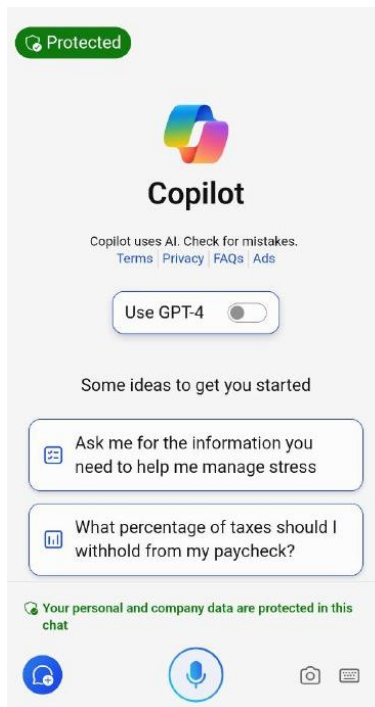 Protected
Copilot
Copilot uses AI. Check for mistakes.
Terms | Privacy | FAQs | Ads
Use GPT-4
Some ideas to get you started
Ask me for the information you
need to help me manage stress
What percentage of taxes should I
withhold from my paycheck?
Your personal and company data are protected in this
chat